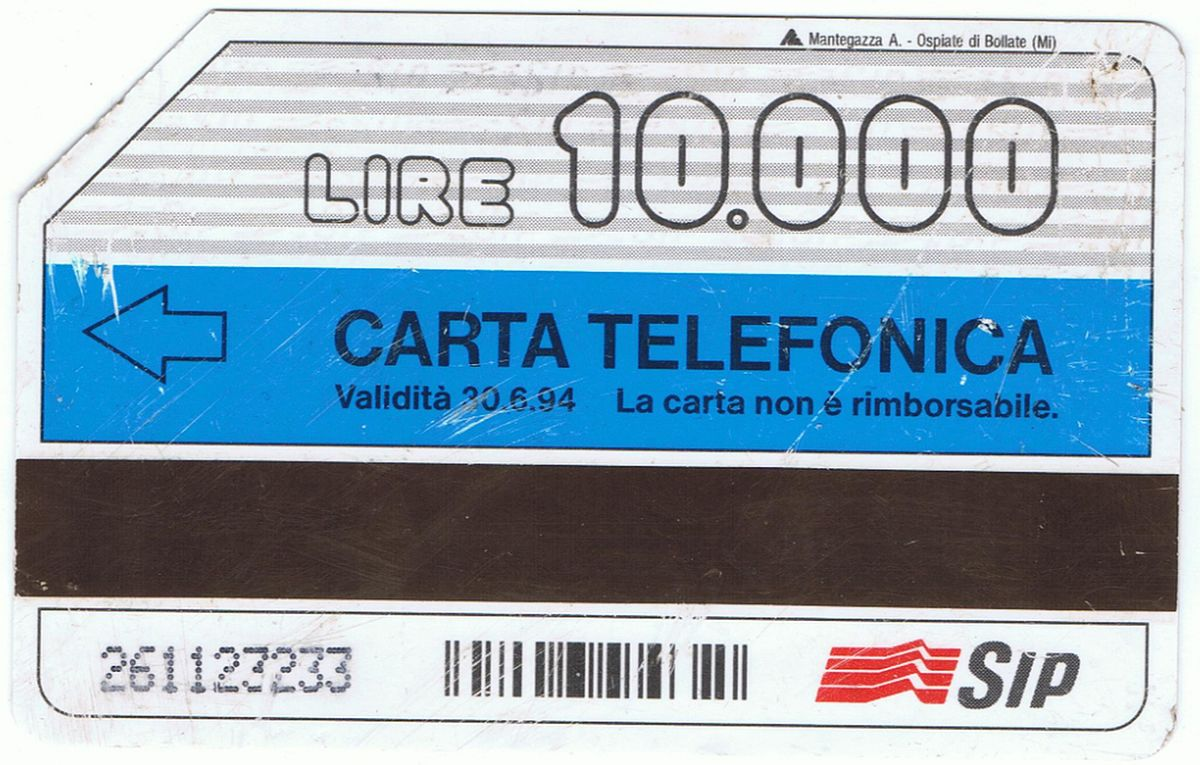 Mantegazza A. - Ospiate di Bollate (Mi)
LIRE 10.000
CARTA TELEFONICA
Validità 30.6.94 La carta non è rimborsabile.
261123233
SIP